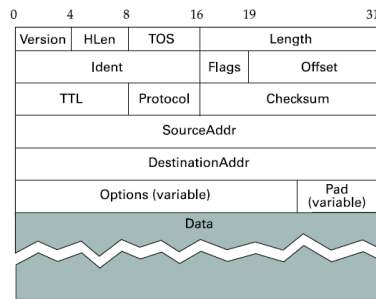 0 4 8 16 19 31
Version HLen TOS Length
Ident Flags Offset
TTL Protocol Checksum
SourceAddr
DestinationAddr
Options (variable) Pad
(variable)
Data